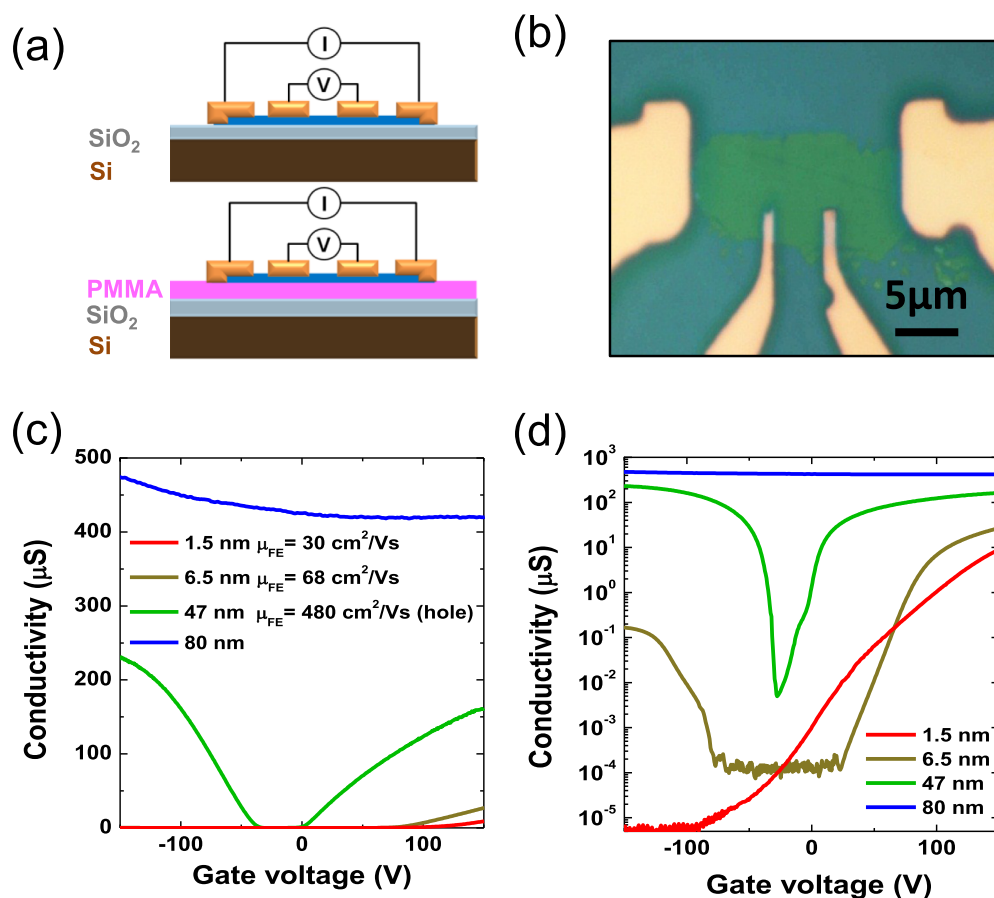 (a)
I
V
SiO₂
Si
I
V
PMMA
SiO₂
Si
(b)
5μm
(c)
500
400
300
200
100
0
-100
0
100
Conductivity (μS)
Gate voltage (V)
1.5 nm μFE= 30 cm²/Vs
6.5 nm μFE= 68 cm²/Vs
47 nm μFE= 480 cm²/Vs (hole)
80 nm
(d)
10³
10²
10¹
10⁰
10⁻¹
10⁻²
10⁻³
10⁻⁴
10⁻⁵
-100
0
100
Conductivity (μS)
Gate voltage (V)
1.5 nm
6.5 nm
47 nm
80 nm